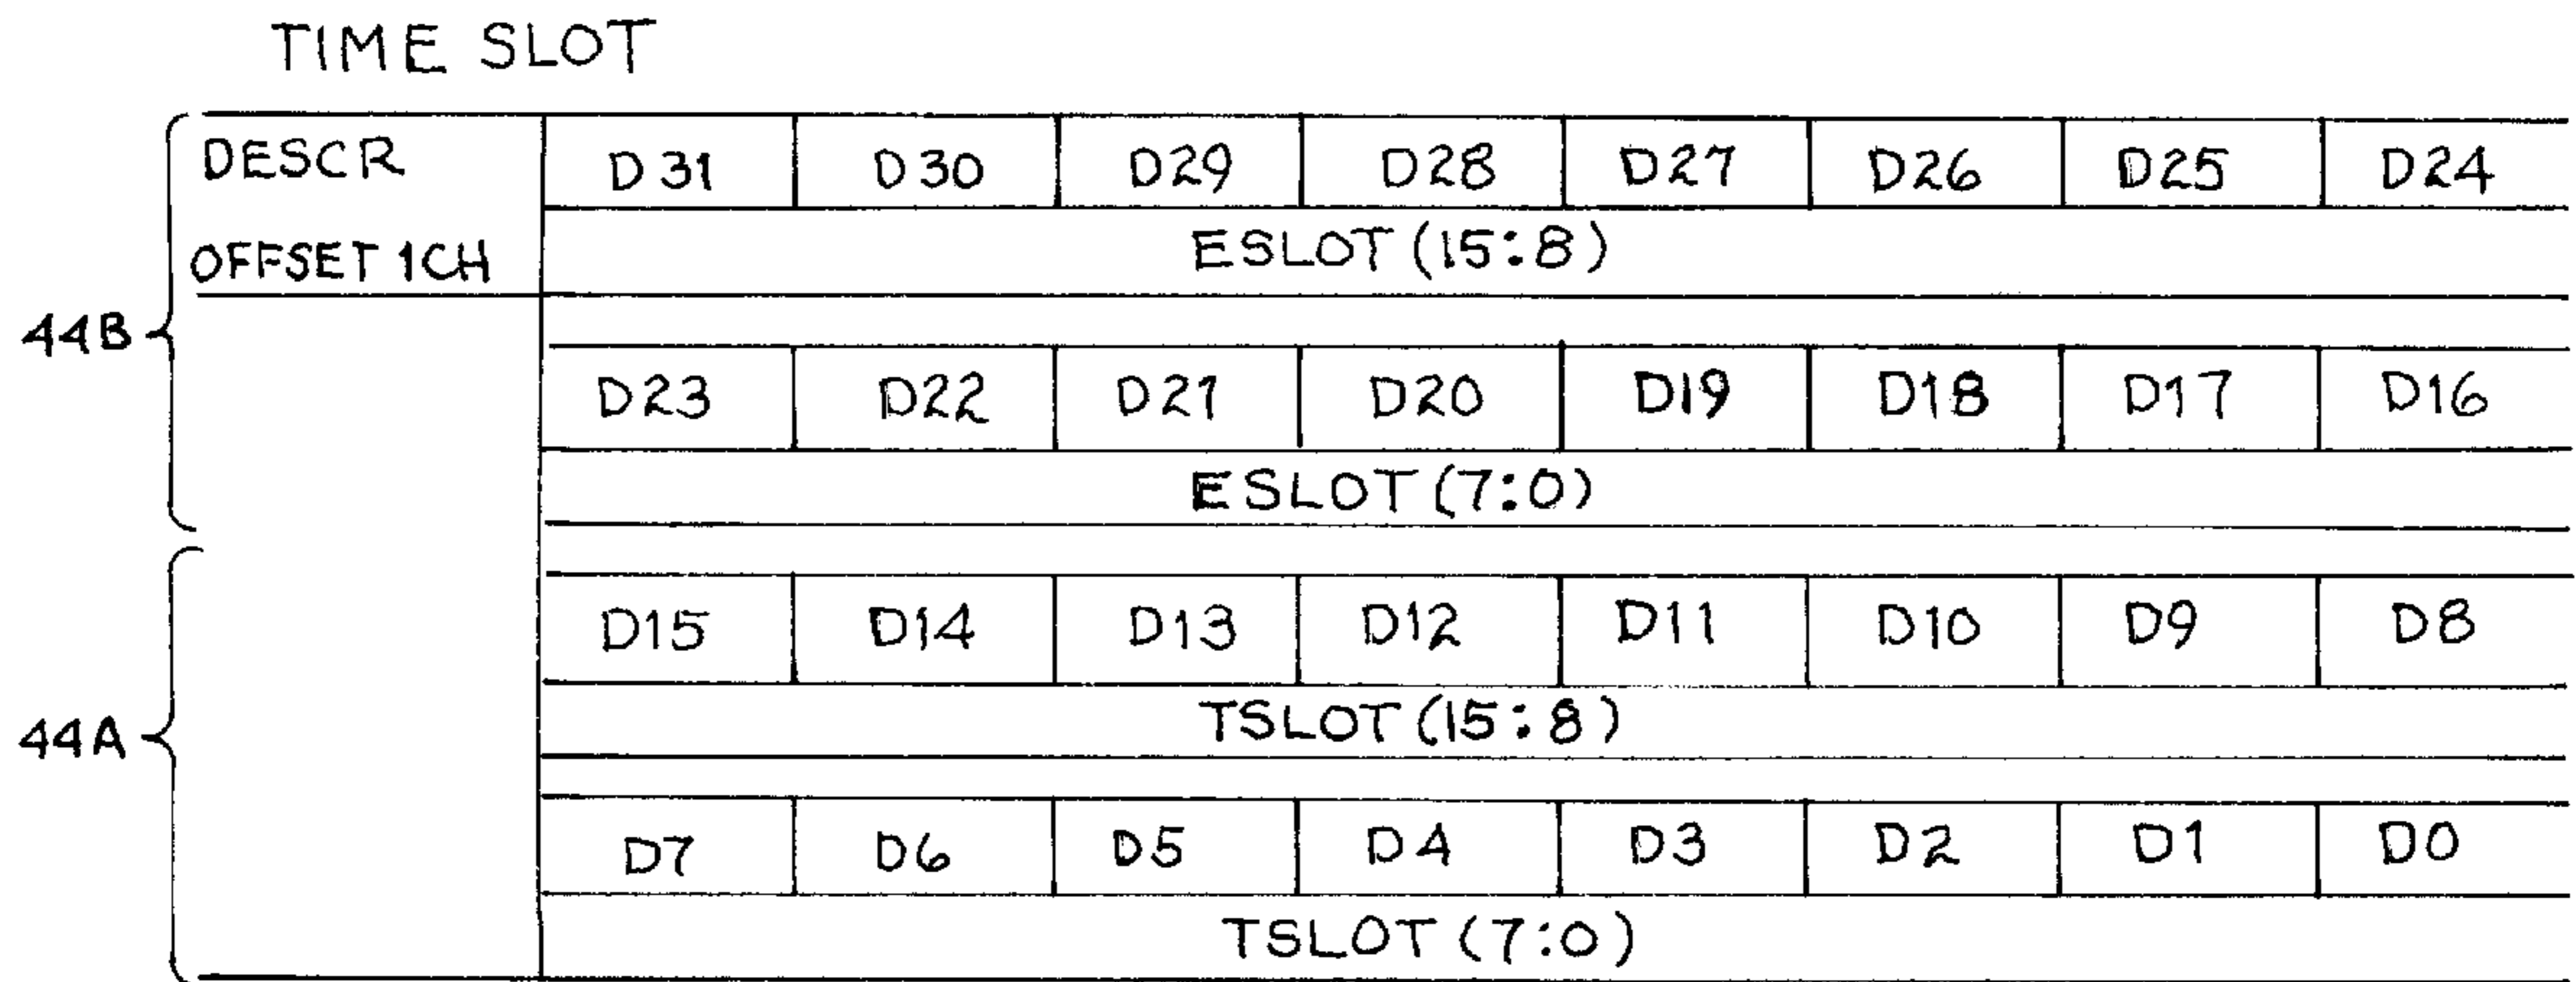 TIME SLOT
DESCR D31 D30 D29 D28 D27 D26 D25 D24
OFFSET 1CH ESLOT (15:8)
44B
D23 D22 D21 D20 D19 D18 D17 D16
ESLOT (7:0)
D15 D14 D13 D12 D11 D10 D9 D8
44A TSLOT (15:8)
D7 D6 D5 D4 D3 D2 D1 D0
TSLOT (7:0)